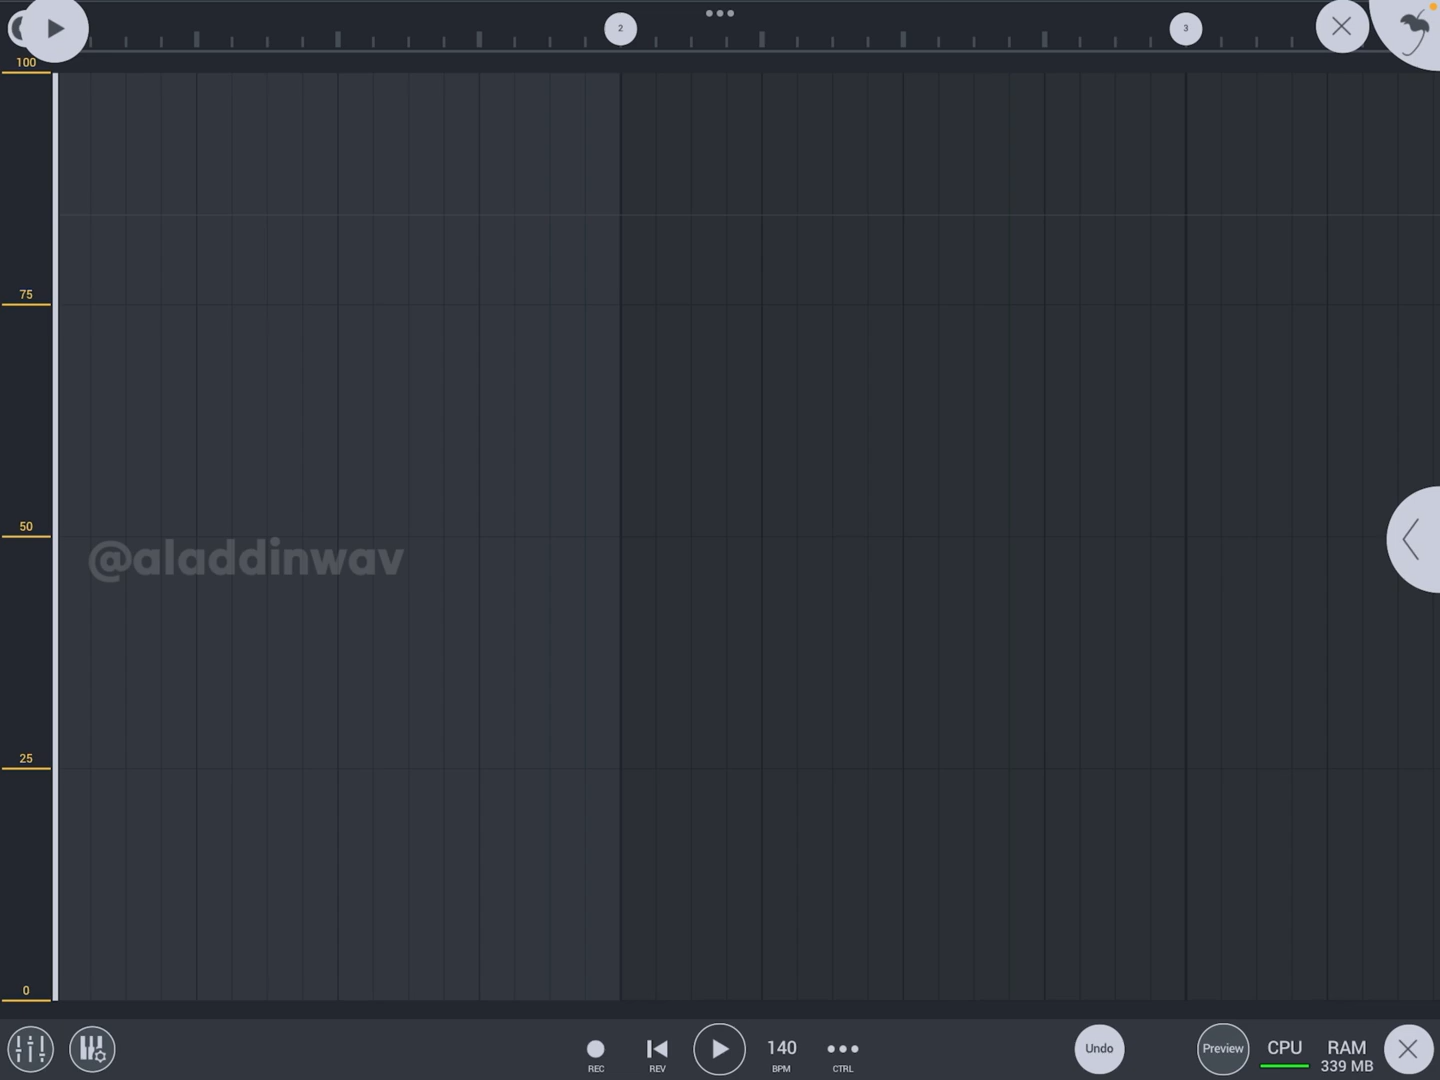 2
3
100
75
50
@aladdinwav
25
0
REC
REV
140
BPM
CTRL
Undo
Preview
CPU
RAM
339 MB